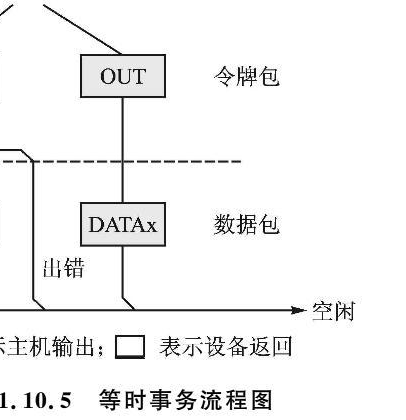 OUT 令牌包
DATAx 数据包
出错
空闲
主机输出; 表示设备返回
1.10.5 等时事务流程图